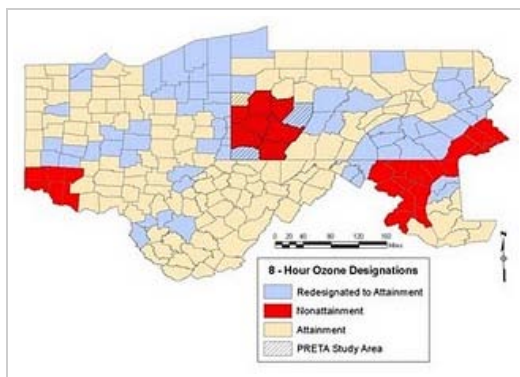 0 20 40 80 120 160
Miles
N
8 - Hour Ozone Designations
Redesignated to Attainment
Nonattainment
Attainment
PRETA Study Area